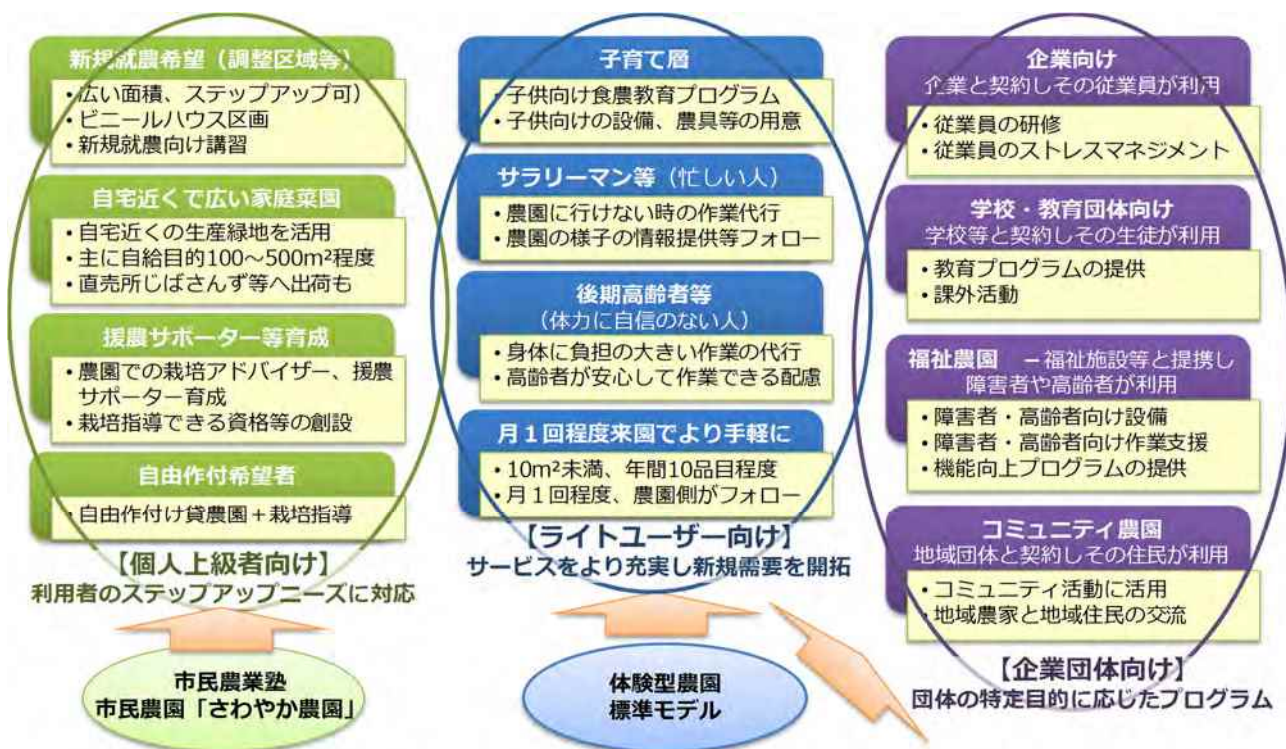 新規就農希望（調整区域等）
・広い面積、ステップアップ可）
・ビニールハウス区画
・新規就農向け講習
自宅近くで広い家庭菜園
・自宅近くの生産緑地を活用
・主に自給目的100～500m²程度
・直売所じばさんず等へ出荷も
援農サポーター等育成
・農園での栽培アドバイザー、援農
サポーター育成
・栽培指導できる資格等の創設
自由作付希望者
・自由作付け貸農園＋栽培指導
【個人上級者向け】
利用者のステップアップニーズに対応
市民農業塾
市民農園「さわやか農園」
子育て層
・子供向け食農教育プログラム
・子供向けの設備、農具等の用意
サラリーマン等（忙しい人）
・農園に行けない時の作業代行
・農園の様子の情報提供等フォロー
後期高齢者等
（体力に自信のない人）
・身体に負担の大きい作業の代行
・高齢者が安心して作業できる配慮
月１回程度来園でより手軽に
・10m²未満、年間10品目程度
・月１回程度、農園側がフォロー
【ライトユーザー向け】
サービスをより充実し新規需要を開拓
体験型農園
標準モデル
企業向け
企業と契約しその従業員が利用
・従業員の研修
・従業員のストレスマネジメント
学校・教育団体向け
学校等と契約しその生徒が利用
・教育プログラムの提供
・課外活動
福祉農園　－福祉施設等と提携し
障害者や高齢者が利用
・障害者・高齢者向け設備
・障害者・高齢者向け作業支援
・機能向上プログラムの提供
コミュニティ農園
地域団体と契約しその住民が利用
・コミュニティ活動に活用
・地域農家と地域住民の交流
【企業団体向け】
団体の特定目的に応じたプログラム